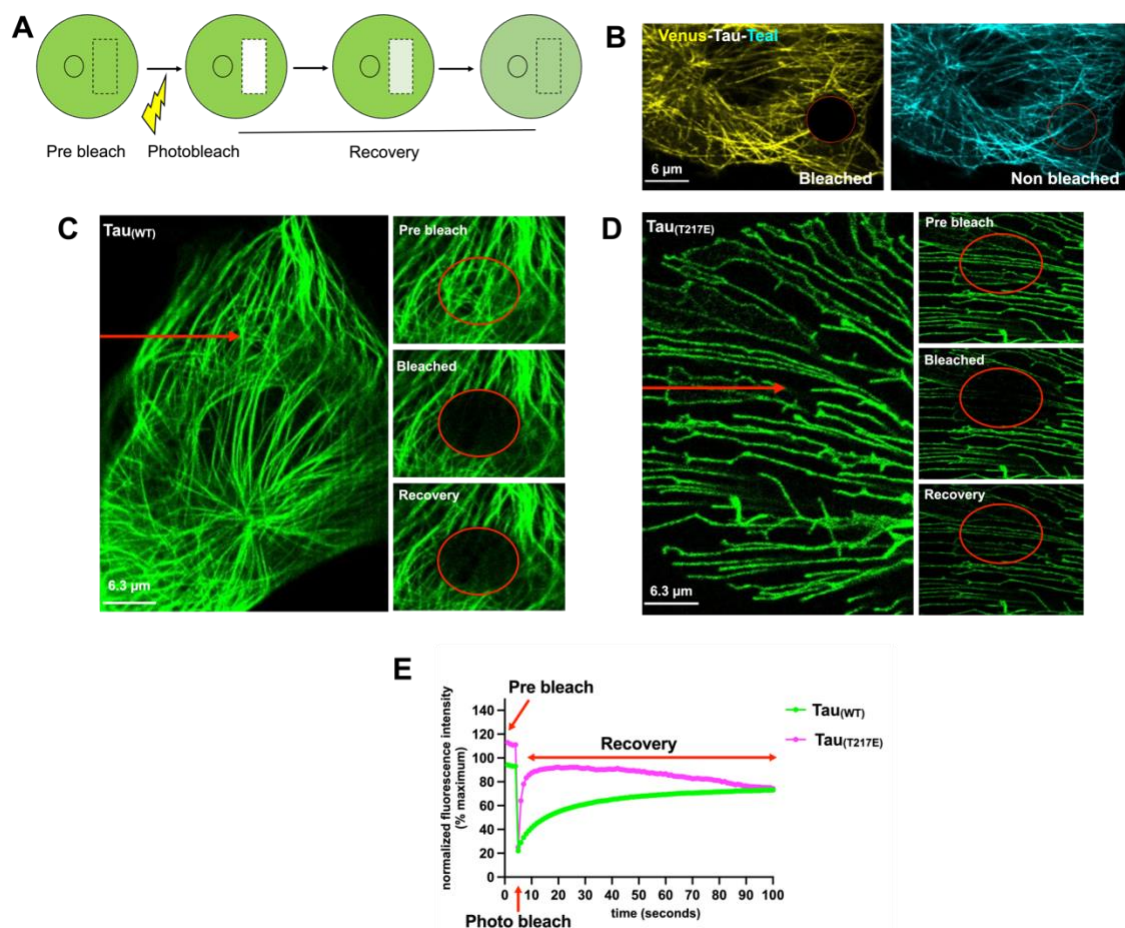 A
Pre bleach
Photobleach
Recovery
B
Venus-Tau-Teal
6 μm
Bleached
Non bleached
C
Tau(WT)
6.3 μm
Pre bleach
Bleached
Recovery
D
Tau(T217E)
6.3 μm
Pre bleach
Bleached
Recovery
E
Pre bleach
Recovery
Tau(WT)
Tau(T217E)
normalized fluorescence intensity
(% maximum)
140
120
100
80
60
40
20
0
0 10 20 30 40 50 60 70 80 90 100
time (seconds)
Photo bleach